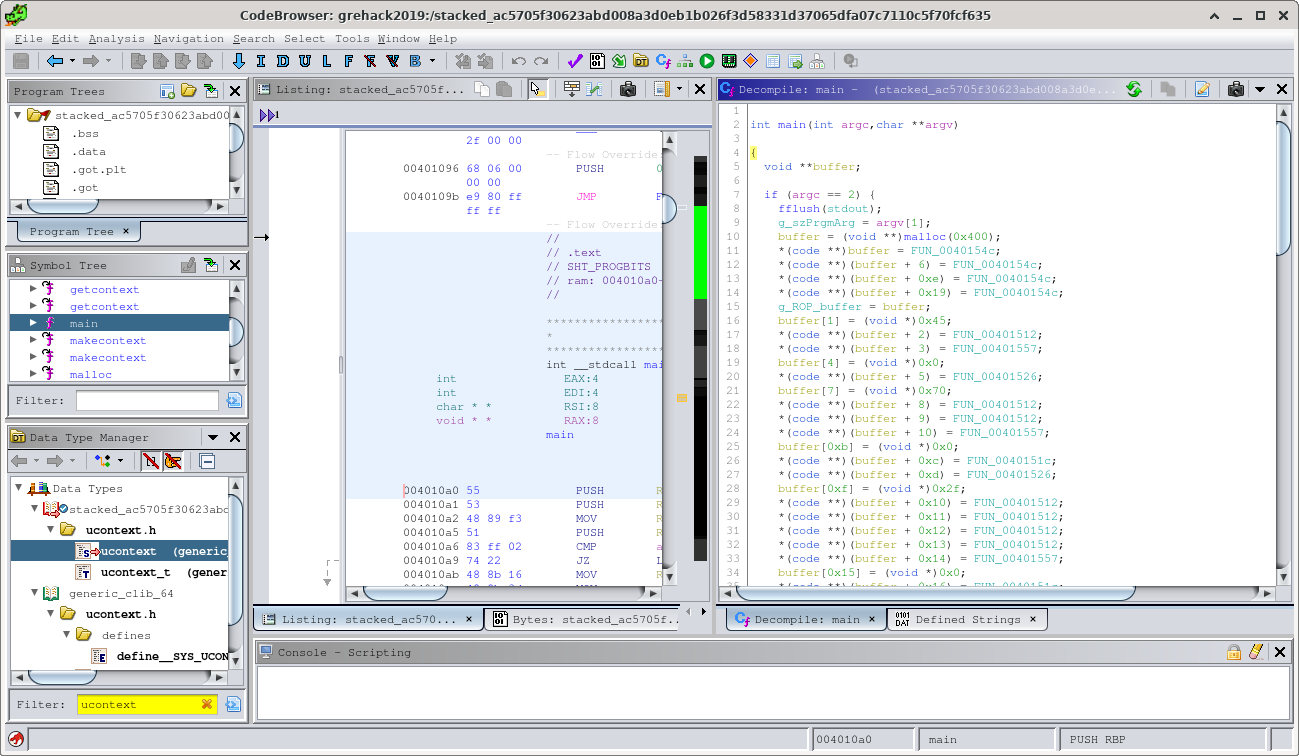 CodeBrowser: grehack2019:/stacked_ac5705f30623abd008a3d0eb1b026f3d58331d37065dfa07c7110c5f70fcf635
File Edit Analysis Navigation Search Select Tools Window Help
I D U L F B
Program Trees
stacked_ac5705f30623abd00
.bss
.data
.got.plt
.got
Program Tree ×
Symbol Tree
getcontext
getcontext
main
makecontext
makecontext
malloc
Filter:
Data Type Manager
Data Types
stacked_ac5705f30623abd
ucontext.h
ucontext (generic_
ucontext_t (gener
generic_clib_64
ucontext.h
defines
define__SYS_UCON
Filter: ucontext
Listing: stacked_ac5705f...
2f 00 00
-- Flow Override:
00401096 68 06 00 PUSH 0
00 00
0040109b e9 80 ff JMP F
ff ff
-- Flow Override:
//
// .text
// SHT_PROGBITS
// ram: 004010a0-
//
*****************
*
*****************
int __stdcall mai
int EAX:4
int EDI:4
char * * RSI:8
void * * RAX:8
main
004010a0 55 PUSH R
004010a1 53 PUSH R
004010a2 48 89 f3 MOV R
004010a5 51 PUSH R
004010a6 83 ff 02 CMP a
004010a9 74 22 JZ L
004010ab 48 8b 16 MOV R
Listing: stacked_ac570... ×
Bytes: stacked_ac5705f..
Decompile: main - (stacked_ac5705f30623abd008a3d0e...
1
2 int main(int argc,char **argv)
3
4 {
5 void **buffer;
6
7 if (argc == 2) {
8 fflush(stdout);
9 g_szPrgmArg = argv[1];
10 buffer = (void **)malloc(0x400);
11 *(code **)buffer = FUN_0040154c;
12 *(code **)(buffer + 6) = FUN_0040154c;
13 *(code **)(buffer + 0xe) = FUN_0040154c;
14 *(code **)(buffer + 0x19) = FUN_0040154c;
15 g_ROP_buffer = buffer;
16 buffer[1] = (void *)0x45;
17 *(code **)(buffer + 2) = FUN_00401512;
18 *(code **)(buffer + 3) = FUN_00401557;
19 buffer[4] = (void *)0x0;
20 *(code **)(buffer + 5) = FUN_00401526;
21 buffer[7] = (void *)0x70;
22 *(code **)(buffer + 8) = FUN_00401512;
23 *(code **)(buffer + 9) = FUN_00401512;
24 *(code **)(buffer + 10) = FUN_00401557;
25 buffer[0xb] = (void *)0x0;
26 *(code **)(buffer + 0xc) = FUN_0040151c;
27 *(code **)(buffer + 0xd) = FUN_00401526;
28 buffer[0xf] = (void *)0x2f;
29 *(code **)(buffer + 0x10) = FUN_00401512;
30 *(code **)(buffer + 0x11) = FUN_00401512;
31 *(code **)(buffer + 0x12) = FUN_00401512;
32 *(code **)(buffer + 0x13) = FUN_00401512;
33 *(code **)(buffer + 0x14) = FUN_00401557;
34 buffer[0x15] = (void *)0x0;
Decompile: main ×
Defined Strings ×
Console - Scripting
004010a0
main
PUSH RBP